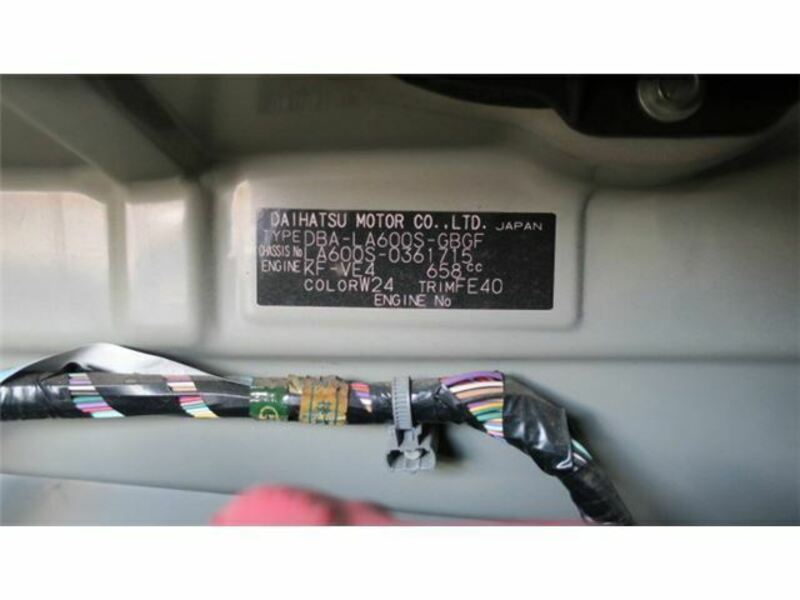 DAIHATSU MOTOR CO.,LTD. JAPAN
TYPE DBA-LA600S-GBGF
CHASSIS No LA600S-0361715
ENGINE KF-VE4 658cc
COLOR W24 TRIM FE40
ENGINE No